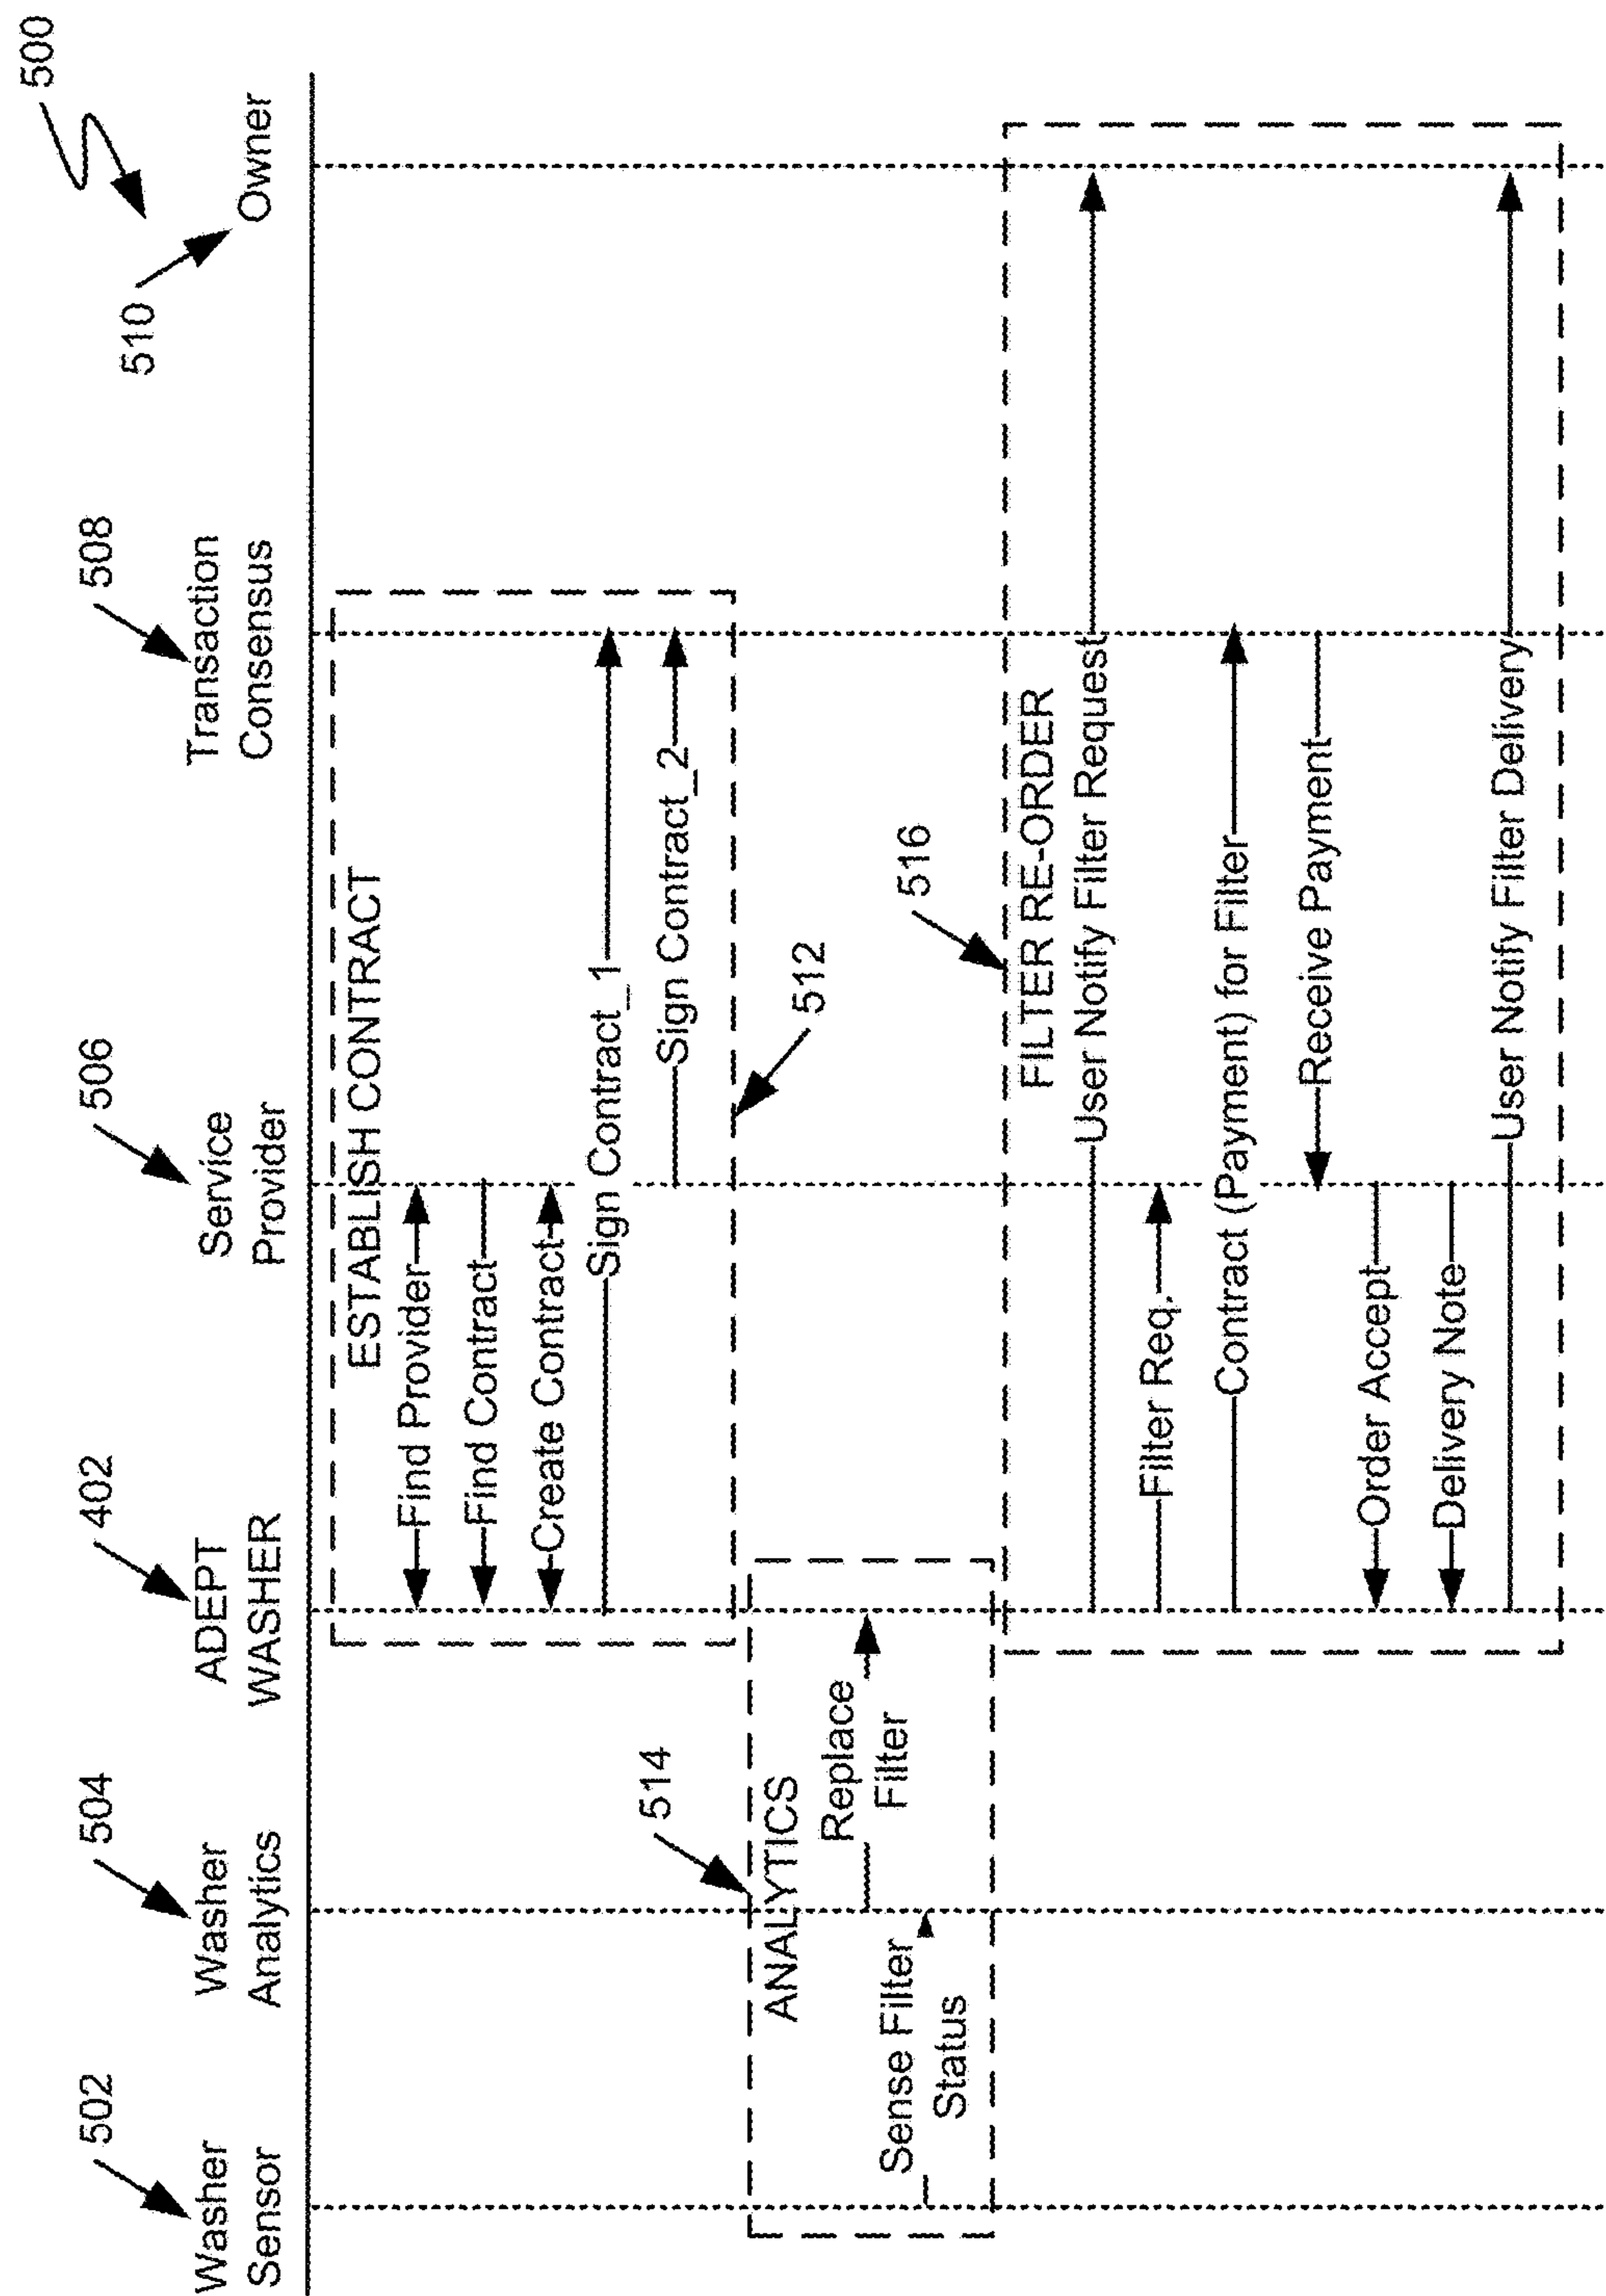 500
502
504
402
506
508
510
Washer
Sensor
Washer
Analytics
ADEPT
WASHER
Service
Provider
Transaction
Consensus
Owner
ESTABLISH CONTRACT
Find Provider
Find Contract
Create Contract
Sign Contract_1
Sign Contract_2
512
514
ANALYTICS
Replace
Filter
Sense Filter
Status
516
FILTER RE-ORDER
User Notify Filter Request
Filter Req.
Contract (Payment) for Filter
Receive Payment
Order Accept
Delivery Note
User Notify Filter Delivery